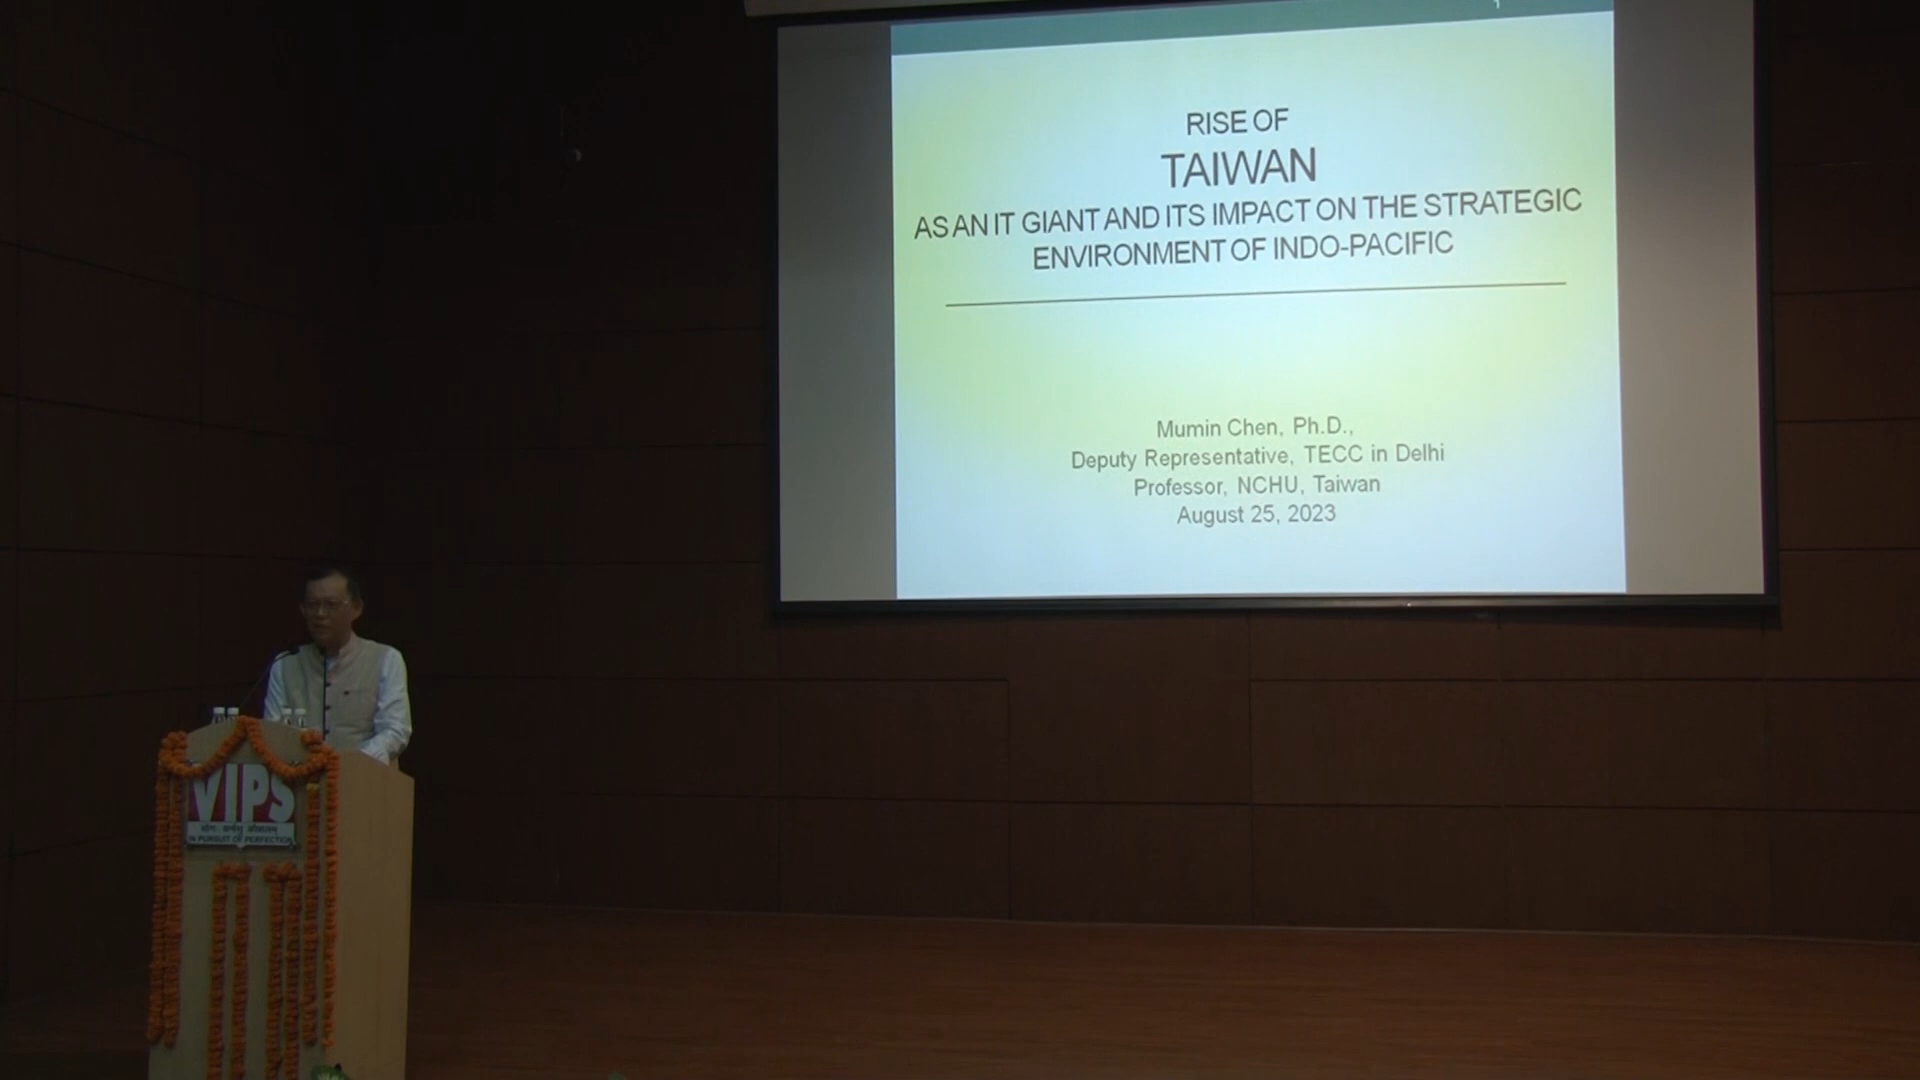 1
RISE OF
TAIWAN
AS AN IT GIANT AND ITS IMPACT ON THE STRATEGIC
ENVIRONMENT OF INDO-PACIFIC
Mumin Chen, Ph.D.,
Deputy Representative, TECC in Delhi
Professor, NCHU, Taiwan
August 25, 2023
VIPS
IN PURSUIT OF PERFECTION